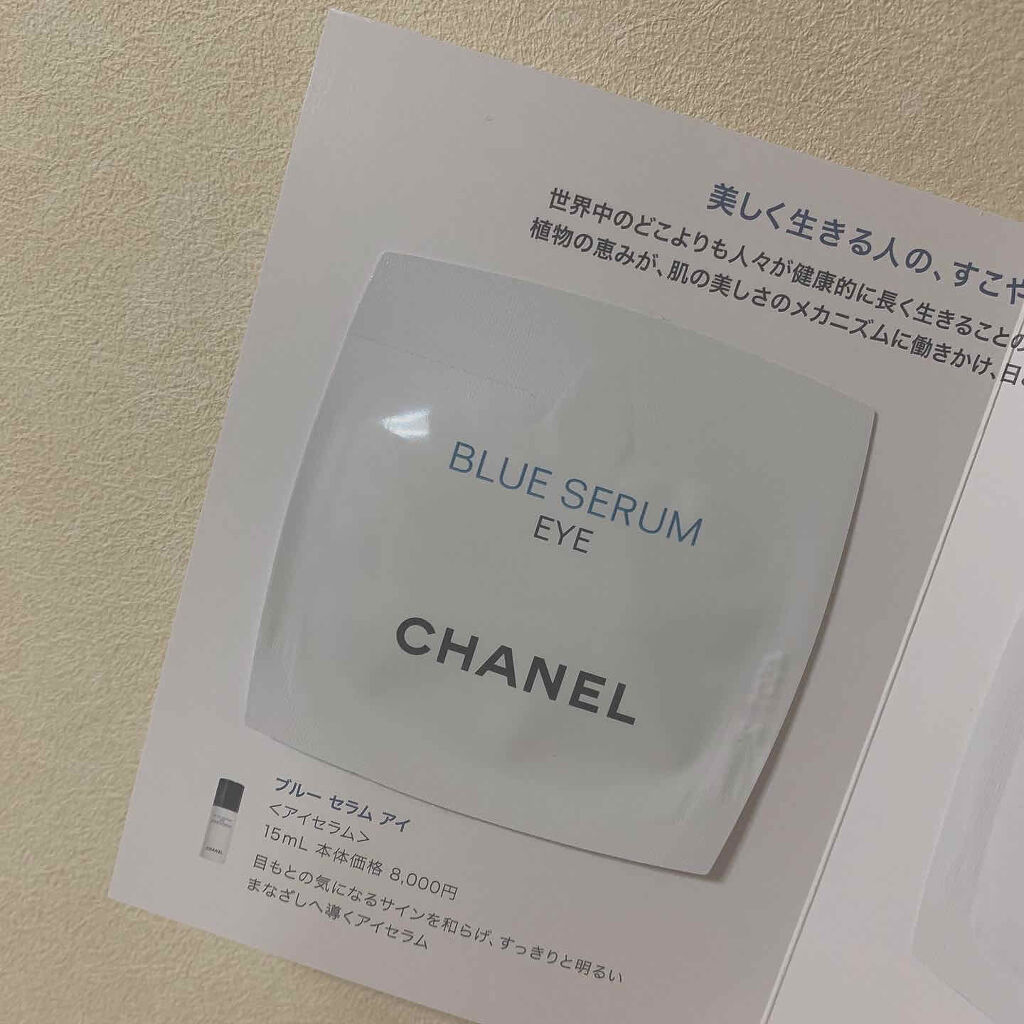 美しく生きる人の、すこや
世界中のどこよりも人々が健康的に長く生きることの
植物の恵みが、肌の美しさのメカニズムに働きかけ、日
BLUE SERUM
EYE
CHANEL
ブルー セラム アイ
＜アイセラム＞
15mL 本体価格 8,000円
目もとの気になるサインを和らげ、すっきりと明るい
まなざしへ導くアイセラム
CHANEL